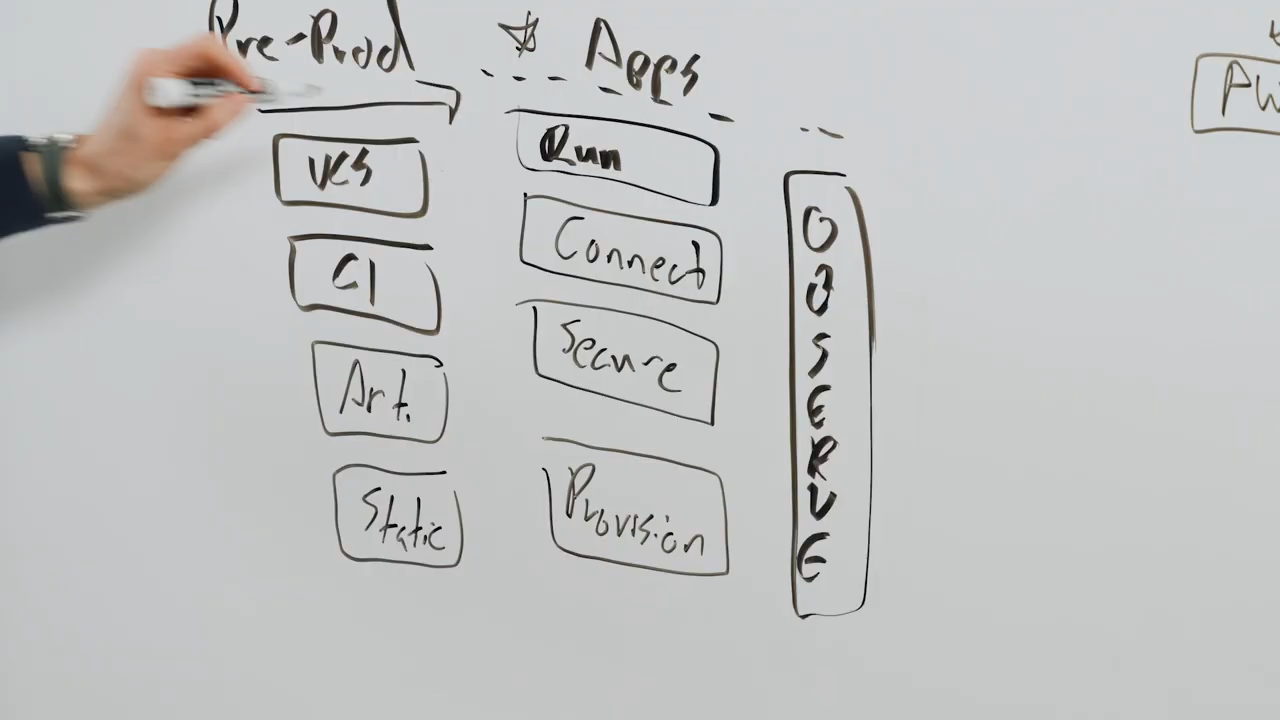 Pre-Prod
Apps
VCS
CI
Art.
Static
Run
Connect
Secure
Provision
OBSERVE